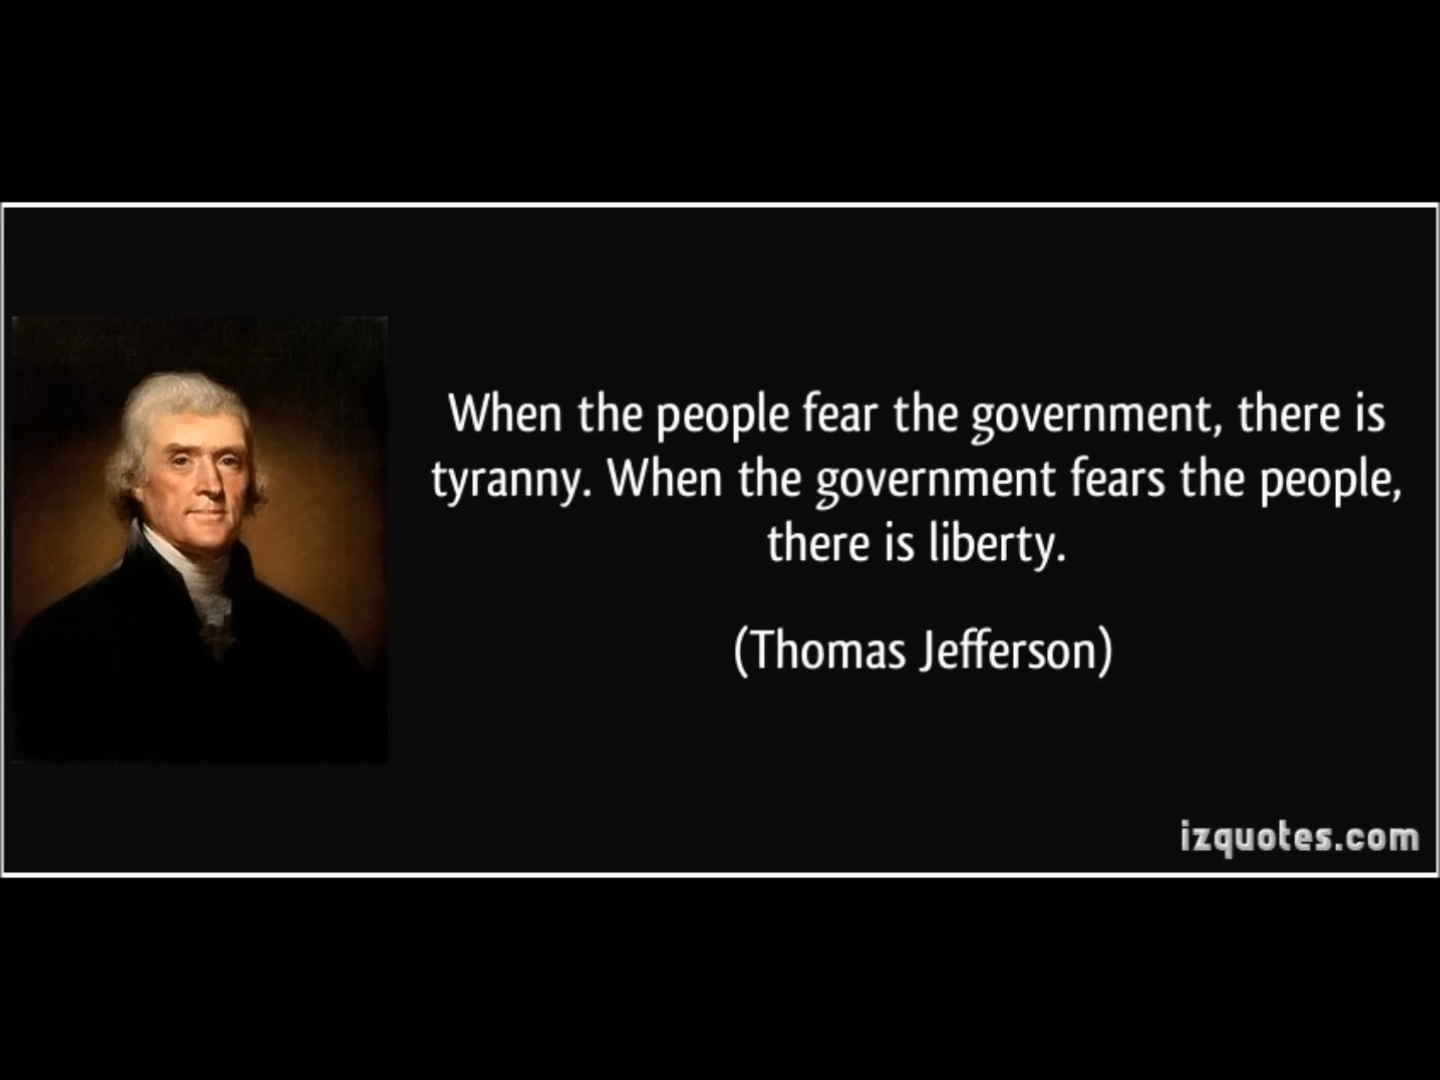 When the people fear the government, there is
tyranny. When the government fears the people,
there is liberty.
(Thomas Jefferson)
izquotes.com